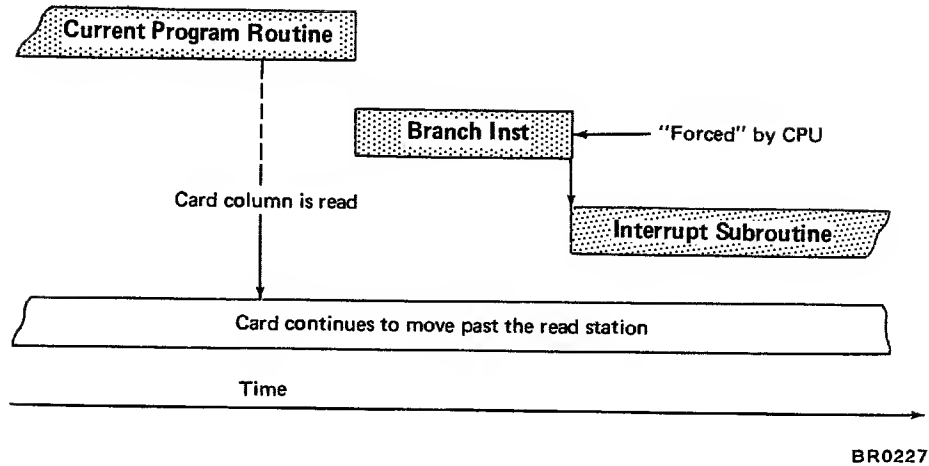 Current Program Routine
Branch Inst
"Forced" by CPU
Card column is read
Interrupt Subroutine
Card continues to move past the read station
Time
BR0227